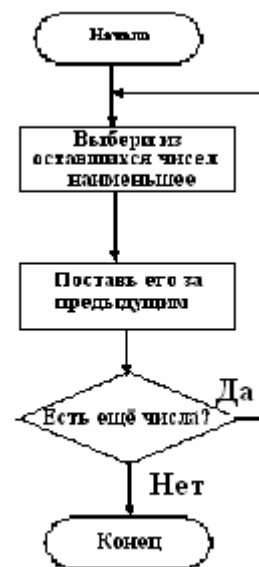 Начало
Выбери из
оставшихся чисел
наименьшее
Поставь его за
предыдущим
Есть ещё числа?
Да
Нет
Конец